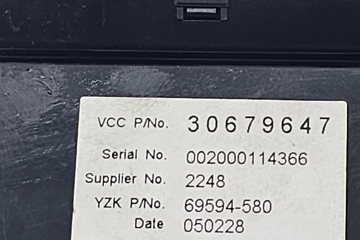 VCC P/No. 30679647
Serial No. 002000114366
Supplier No. 2248
YZK P/No. 69594-580
Date 050228